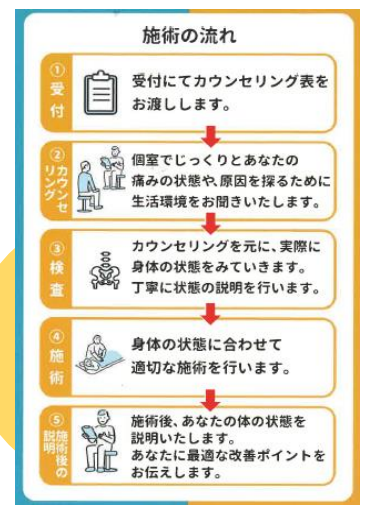 施術の流れ
①
受付
受付にてカウンセリング表を
お渡しします。
②
カウンセリング
個室でじっくりとあなたの
痛みの状態や、原因を探るために
生活環境をお聞きいたします。
③
検査
カウンセリングを元に、実際に
身体の状態をみていきます。
丁寧に状態の説明を行います。
④
施術
身体の状態に合わせて
適切な施術を行います。
⑤
施術後の
説明
施術後、あなたの体の状態を
説明いたします。
あなたに最適な改善ポイントを
お伝えします。